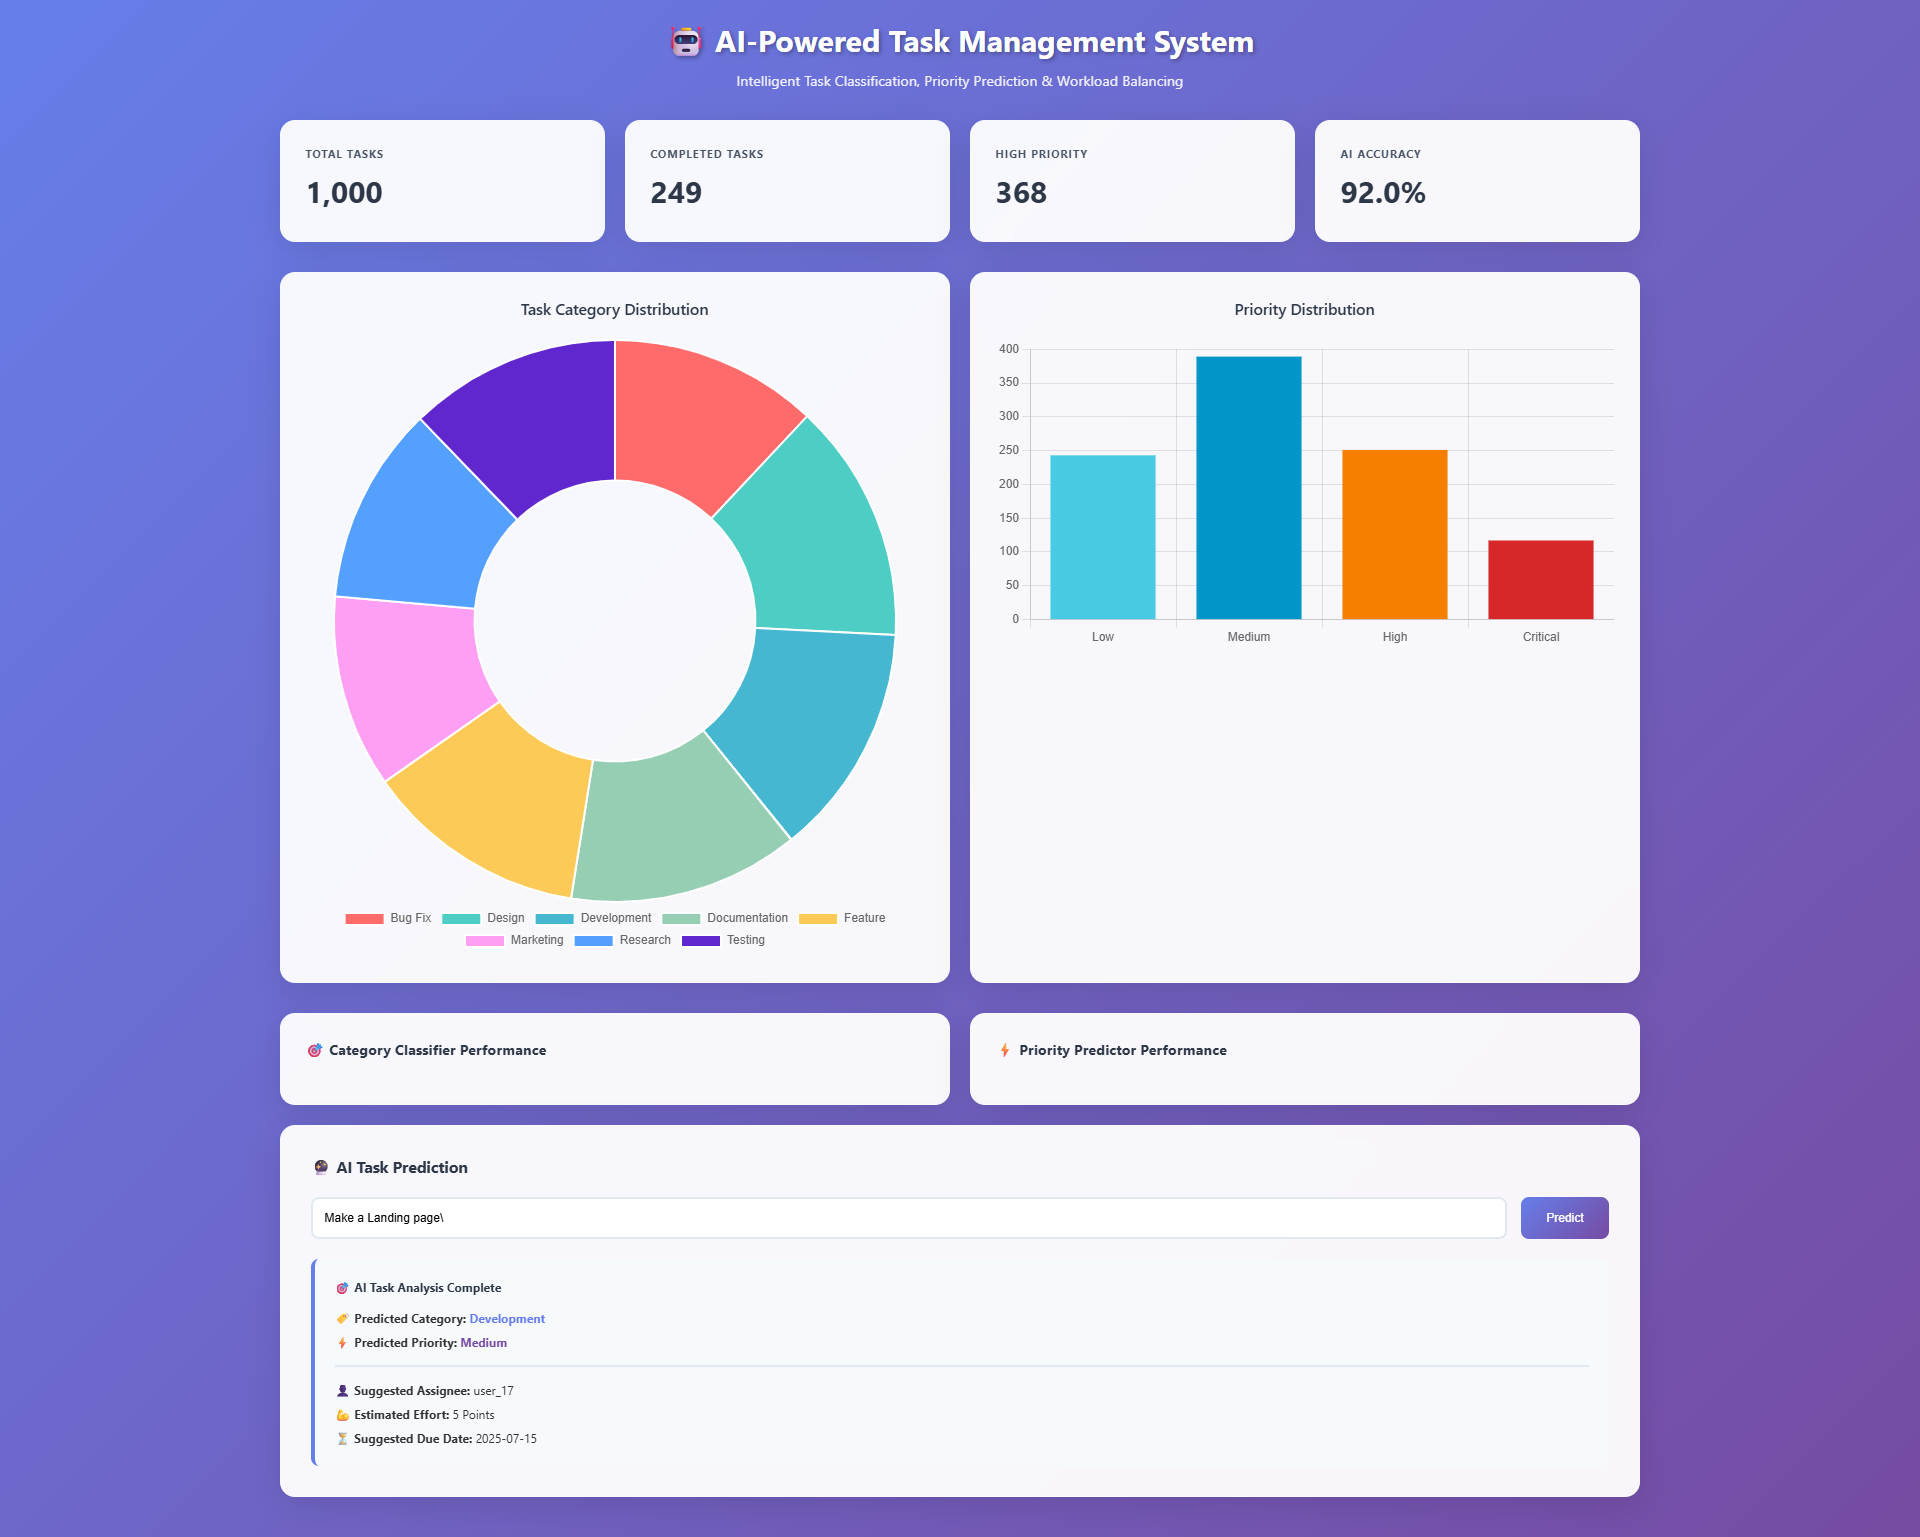 AI-Powered Task Management System
Intelligent Task Classification, Priority Prediction & Workload Balancing
TOTAL TASKS
1,000
COMPLETED TASKS
249
HIGH PRIORITY
368
AI ACCURACY
92.0%
Task Category Distribution
Bug Fix Design Development Documentation Feature
Marketing Research Testing
Priority Distribution
400
350
300
250
200
150
100
50
0
Low Medium High Critical
Category Classifier Performance
Priority Predictor Performance
AI Task Prediction
Make a Landing page\
Predict
AI Task Analysis Complete
Predicted Category: Development
Predicted Priority: Medium
Suggested Assignee: user_17
Estimated Effort: 5 Points
Suggested Due Date: 2025-07-15